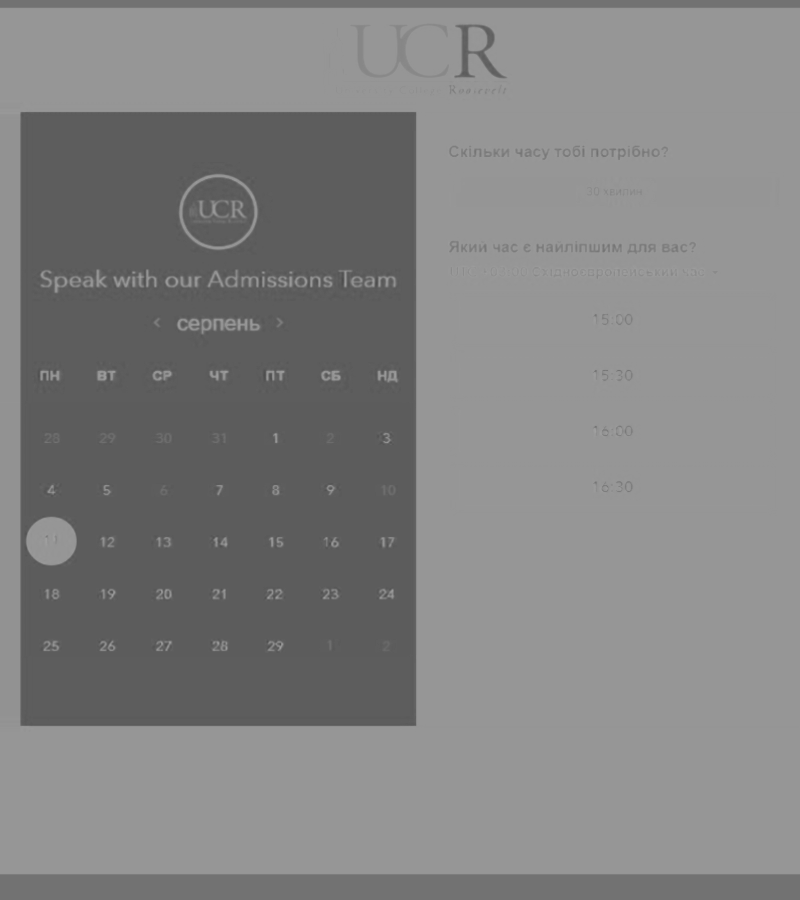 UCR
Roosevelt
UCR
Speak with our Admissions Team
< серпень >
ПН ВТ СР ЧТ ПТ СБ НД
28 29 30 31 1 2 3
4 5 6 7 8 9 10
11 12 13 14 15 16 17
18 19 20 21 22 23 24
25 26 27 28 29 1 2
Скільки часу тобі потрібно?
30 хвилин
Який час є найліпшим для вас?
Східноєвропейський час
15:00
15:30
16:00
16:30